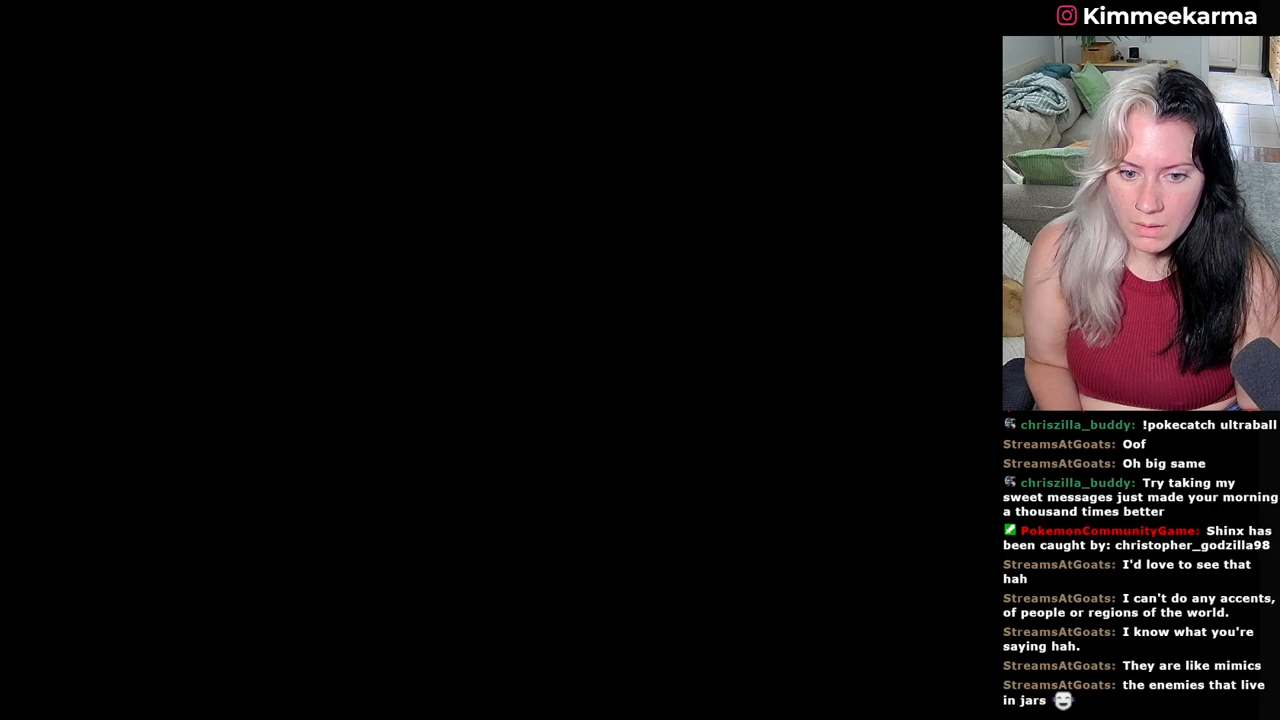 Kimmeekarma
chriszilla_buddy: !pokecatch ultraball
StreamsAtGoats: Oof
StreamsAtGoats: Oh big same
chriszilla_buddy: Try taking my
sweet messages just made your morning
a thousand times better
PokemonCommunityGame: Shinx has
been caught by: christopher_godzilla98
StreamsAtGoats: I'd love to see that
hah
StreamsAtGoats: I can't do any accents,
of people or regions of the world.
StreamsAtGoats: I know what you're
saying hah.
StreamsAtGoats: They are like mimics
StreamsAtGoats: the enemies that live
in jars